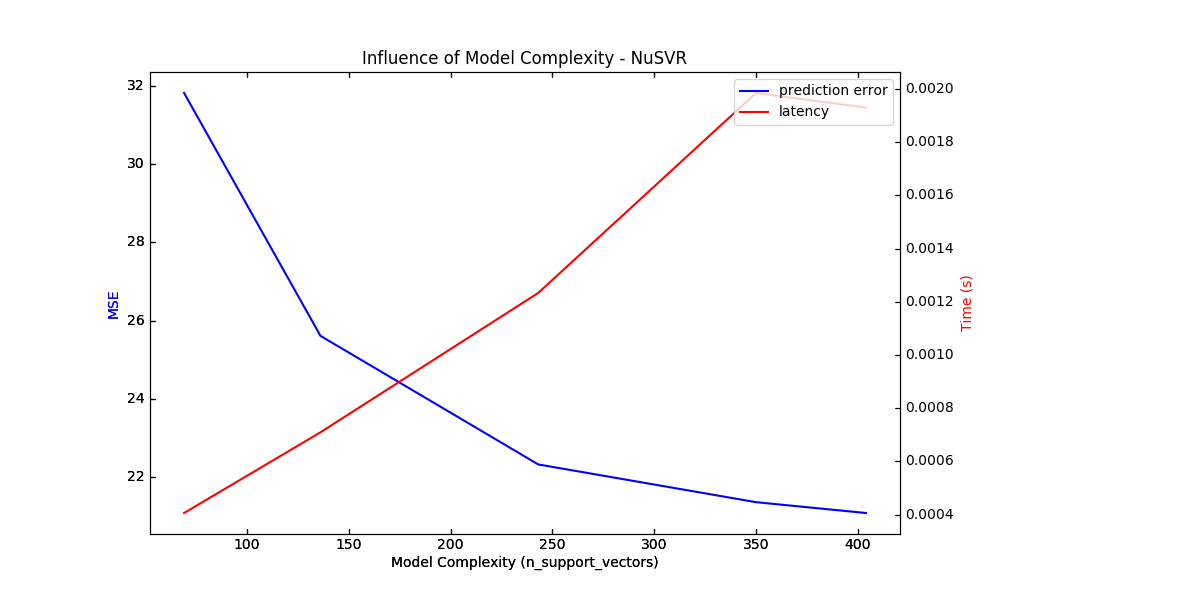 Influence of Model Complexity - NuSVR
prediction error
latency
32
30
28
26
24
22
MSE
0.0020
0.0018
0.0016
0.0014
0.0012
0.0010
0.0008
0.0006
0.0004
Time (s)
100 150 200 250 300 350 400
Model Complexity (n_support_vectors)